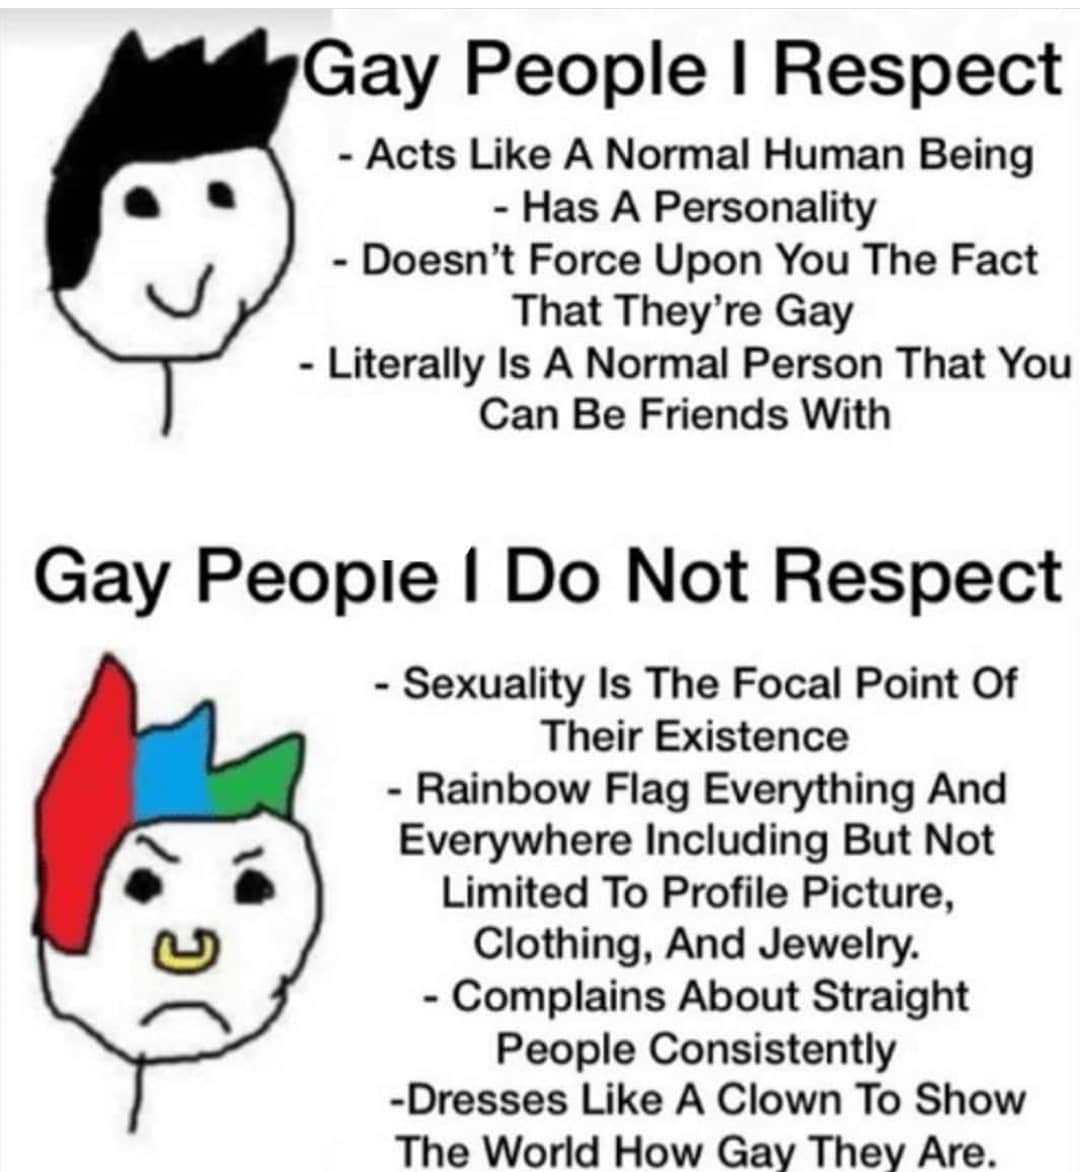 Gay People I Respect
- Acts Like A Normal Human Being
- Has A Personality
- Doesn't Force Upon You The Fact
That They're Gay
- Literally Is A Normal Person That You
Can Be Friends With
Gay People I Do Not Respect
- Sexuality Is The Focal Point Of
Their Existence
- Rainbow Flag Everything And
Everywhere Including But Not
Limited To Profile Picture,
Clothing, And Jewelry.
- Complains About Straight
People Consistently
-Dresses Like A Clown To Show
The World How Gay They Are.